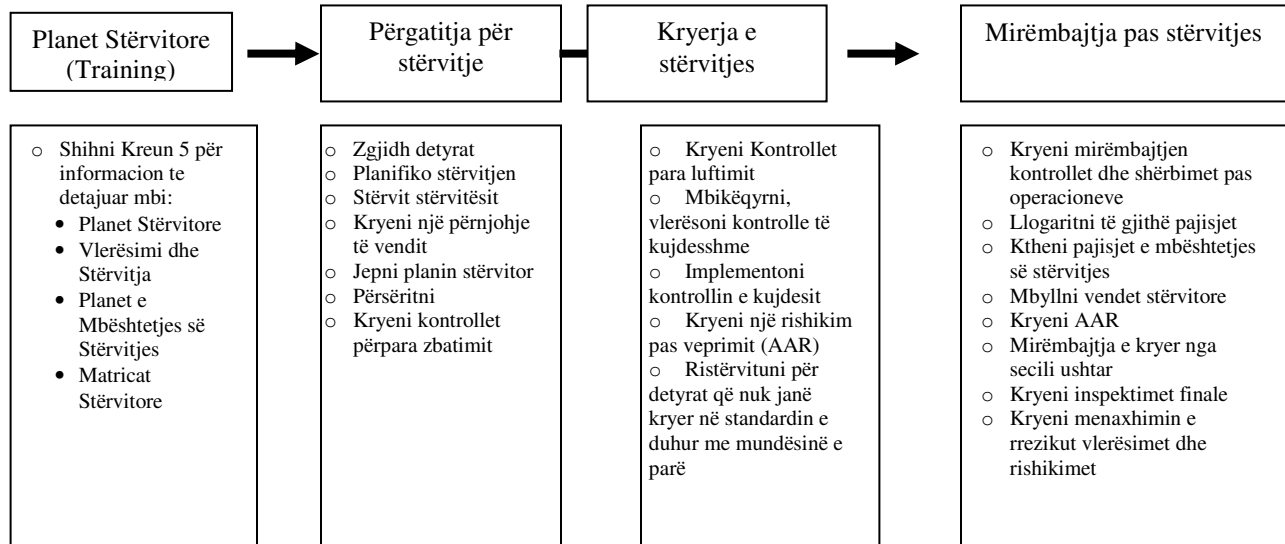 Planet Stërvitore
(Training)
Përgatitja për
stërvitje
Kryerja e
stërvitjes
Mirëmbajtja pas stërvitjes
o Shihni Kreun 5 për
informacion te
detajuar mbi:
• Planet Stërvitore
• Vlerësimi dhe
Stërvitja
• Planet e
Mbështetjes së
Stërvitjes
• Matricat
Stërvitore
o Zgjidh detyrat
o Planifiko stërvitjen
o Stërvit stërvitësit
o Kryeni një përnjohje
të vendit
o Jepni planin stërvitor
o Përsëritni
o Kryeni kontrollet
përpara zbatimit
o Kryeni Kontrollet
para luftimit
o Mbikëqyrni,
vlerësoni kontrolle të
kujdesshme
o Implementoni
kontrollin e kujdesit
o Kryeni një rishikim
pas veprimit (AAR)
o Ristërvituni për
detyrat që nuk janë
kryer në standardin e
duhur me mundësinë e
parë
o Kryeni mirëmbajtjen
kontrollet dhe shërbimet pas
operacioneve
o Llogaritni të gjithë pajisjet
o Ktheni pajisjet e mbështetjes
së stërvitjes
o Mbyllni vendet stërvitore
o Kryeni AAR
o Mirëmbajtja e kryer nga
secili ushtar
o Kryeni inspektimet finale
o Kryeni menaxhimin e
rrezikut vlerësimet dhe
rishikimet